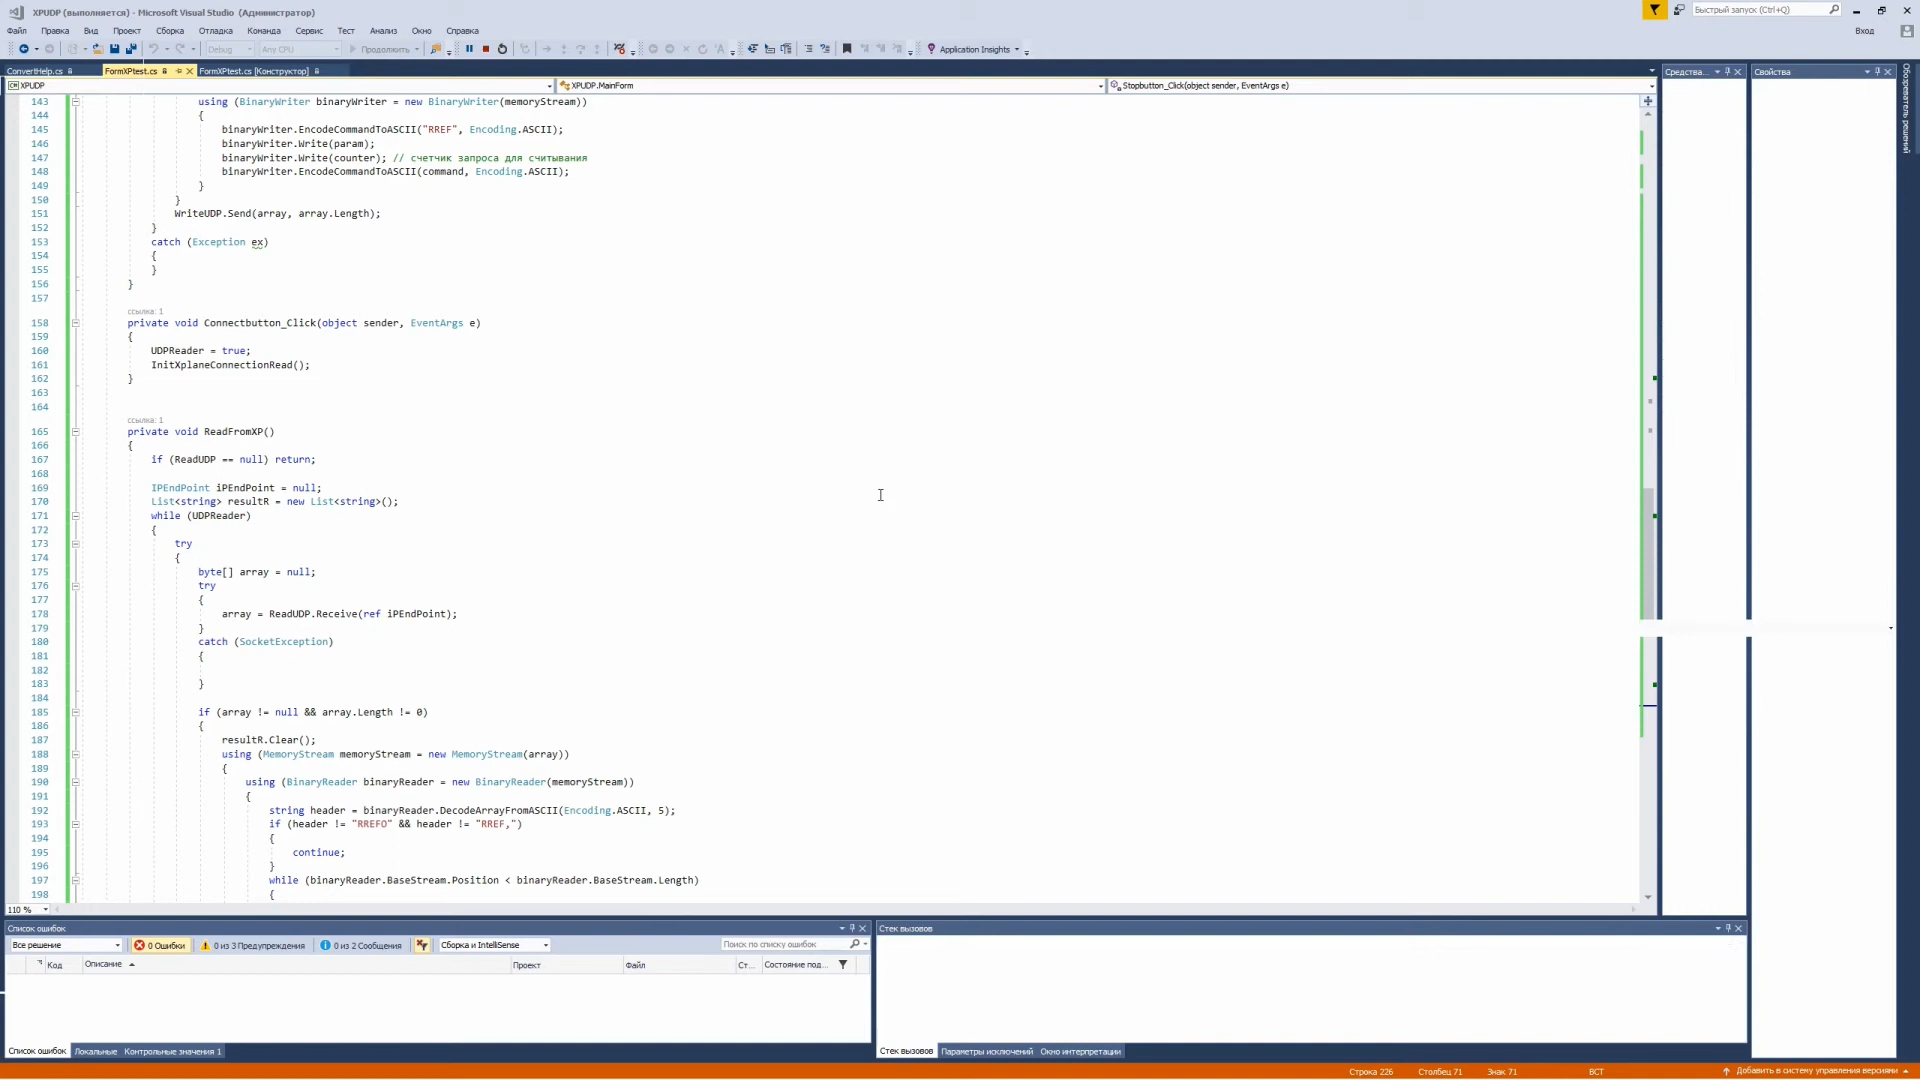 XPUDP (выполняется) - Microsoft Visual Studio (Администратор)
Быстрый запуск (Ctrl+Q)
Файл Правка Вид Проект Сборка Отладка Команда Сервис Тест Анализ Окно Справка
Вход
Debug Any CPU Продолжить Application Insights
ConvertHelp.cs FormXPtest.cs FormXPtest.cs [Конструктор]
Средства... Свойства
Обозреватель решений
XPUDP XPUDP.MainForm Stopbutton_Click(object sender, EventArgs e)
143 using (BinaryWriter binaryWriter = new BinaryWriter(memoryStream))
144 {
145 binaryWriter.EncodeCommandToASCII("RREF", Encoding.ASCII);
146 binaryWriter.Write(param);
147 binaryWriter.Write(counter); // счетчик запроса для считывания
148 binaryWriter.EncodeCommandToASCII(command, Encoding.ASCII);
149 }
150 }
151 WriteUDP.Send(array, array.Length);
152 }
153 catch (Exception ex)
154 {
155 }
156 }
157
ссылка: 1
158 private void Connectbutton_Click(object sender, EventArgs e)
159 {
160 UDPReader = true;
161 InitXplaneConnectionRead();
162 }
163
164
ссылка: 1
165 private void ReadFromXP()
166 {
167 if (ReadUDP == null) return;
168
169 IPEndPoint iPEndPoint = null;
170 List<string> resultR = new List<string>();
171 while (UDPReader)
172 {
173 try
174 {
175 byte[] array = null;
176 try
177 {
178 array = ReadUDP.Receive(ref iPEndPoint);
179 }
180 catch (SocketException)
181 {
182
183 }
184
185 if (array != null && array.Length != 0)
186 {
187 resultR.Clear();
188 using (MemoryStream memoryStream = new MemoryStream(array))
189 {
190 using (BinaryReader binaryReader = new BinaryReader(memoryStream))
191 {
192 string header = binaryReader.DecodeArrayFromASCII(Encoding.ASCII, 5);
193 if (header != "RREFO" && header != "RREF,")
194 {
195 continue;
196 }
197 while (binaryReader.BaseStream.Position < binaryReader.BaseStream.Length)
198 {
110 %
Список ошибок
Все решение 0 Ошибки 0 из 3 Предупреждения 0 из 2 Сообщения Сборка и IntelliSense Поиск по списку ошибок
Код Описание Проект Файл Ст... Состояние под...
Стек вызовов
Список ошибок Локальные Контрольные значения 1
Стек вызовов Параметры исключений Окно интерпретации
Строка 226 Столбец 71 Знак 71 ВСТ Добавить в систему управления версиями